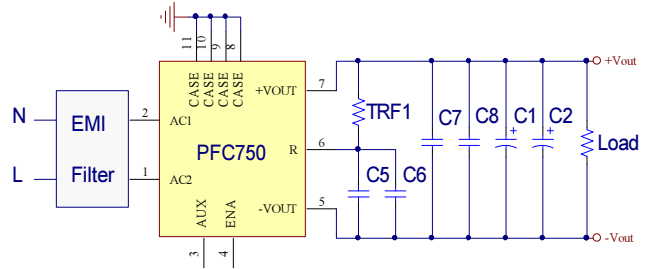 11
10
9
8
CASE
CASE
CASE
CASE
+VOUT
7
+Vout
N
EMI
2
AC1
TRF1
C7
C8
+
C1
+
C2
Load
PFC750
R
6
L
Filter
1
AC2
C5
C6
AUX
ENA
-VOUT
5
-Vout
3
4